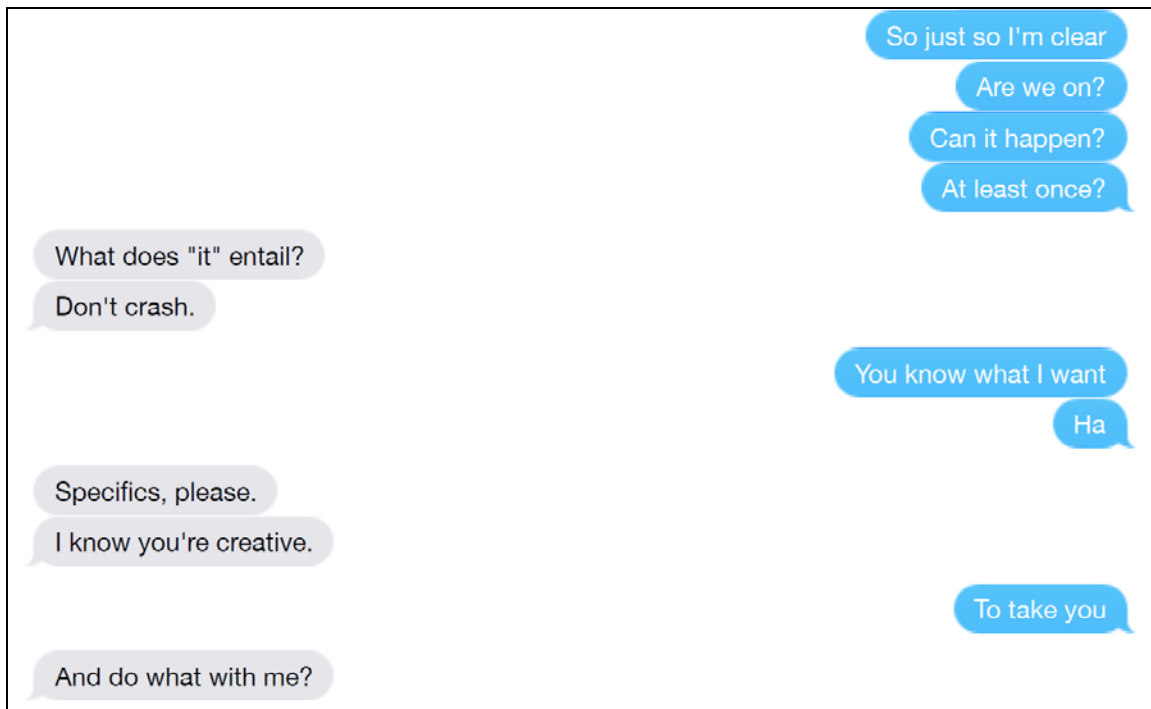 So just so I'm clear
Are we on?
Can it happen?
At least once?
What does "it" entail?
Don't crash.
You know what I want
Ha
Specifics, please.
I know you're creative.
To take you
And do what with me?